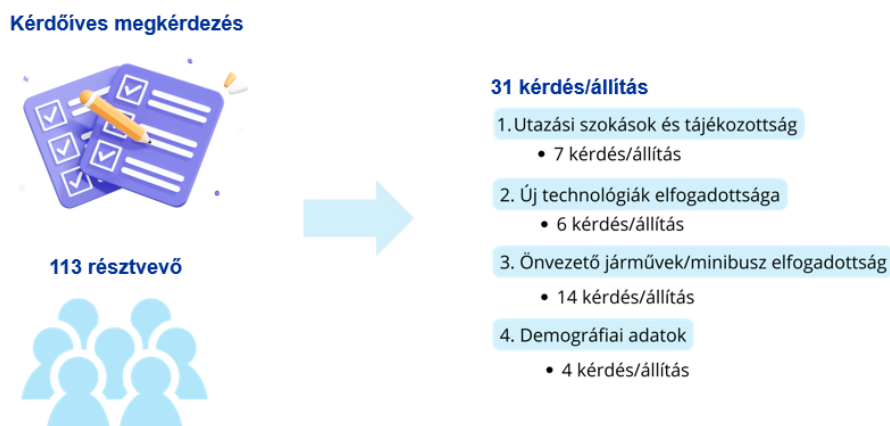 Kérdőíves megkérdezés
113 résztvevő
31 kérdés/állítás
1.Utazási szokások és tájékozottság
• 7 kérdés/állítás
2. Új technológiák elfogadottsága
• 6 kérdés/állítás
3. Önvezető járművek/minibusz elfogadottság
• 14 kérdés/állítás
4. Demográfiai adatok
• 4 kérdés/állítás